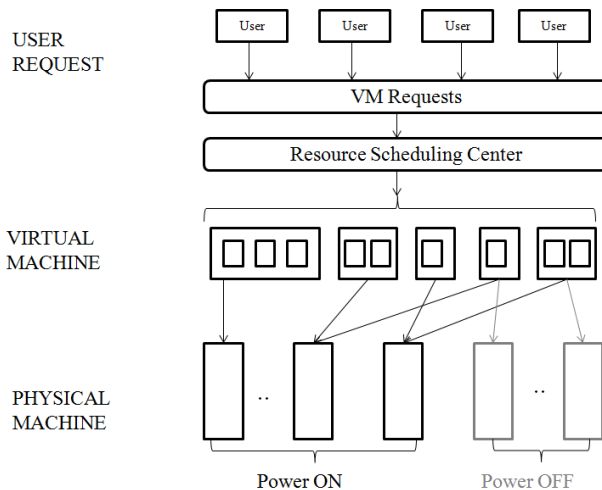 USER
REQUEST
User User User User
VM Requests
Resource Scheduling Center
VIRTUAL
MACHINE
PHYSICAL
MACHINE
..
..
Power ON
Power OFF